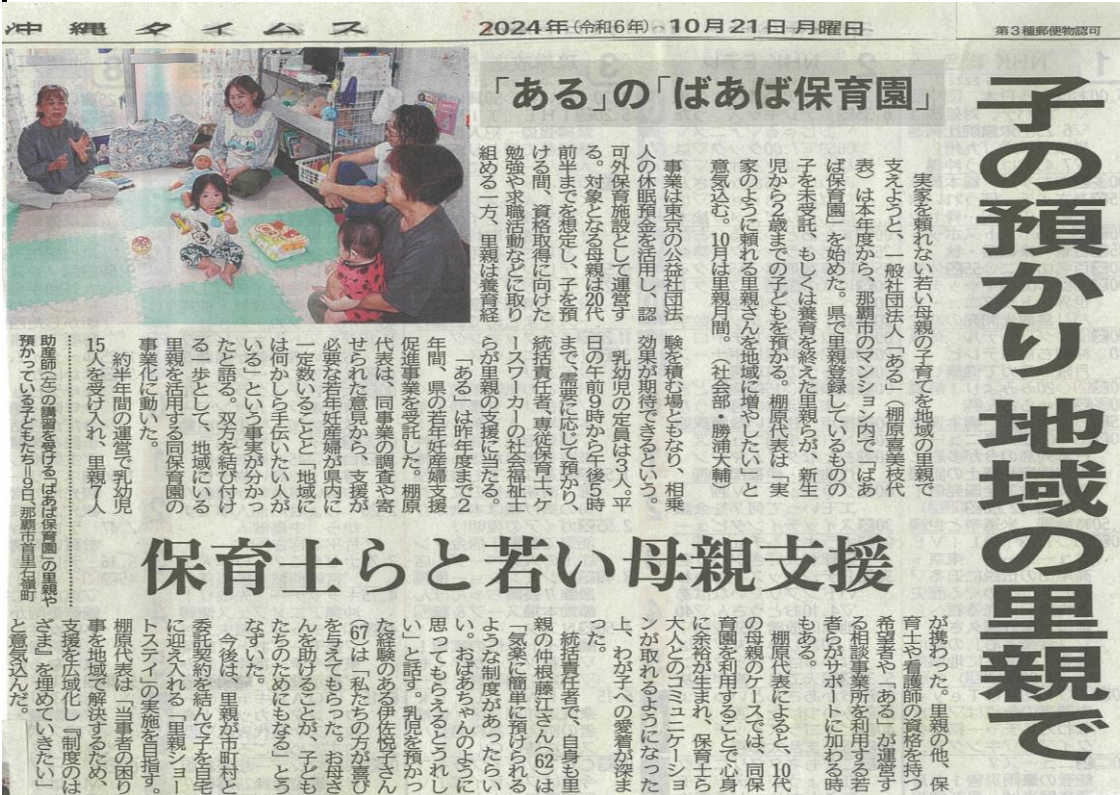 沖縄タイムス
2024年(令和6年) 10月21日月曜日
第3種郵便物認可
子の預かり 地域の里親で
「ある」の「ばあば保育園」
保育士らと若い母親支援
実家を頼れない若い母親の子育てを地域の里親で
支えようと、一般社団法人「ある」（棚原喜美枝代
表）は本年度から、那覇市のマンション内で「ばあ
ば保育園」を始めた。県で里親登録しているものの
子を未受託、もしくは養育を終えた里親らが、新生
児から2歳までの子どもを預かる。棚原代表は「実
家のように頼れる里親さんを地域に増やしたい」と
意気込む。10月は里親月間。（社会部・勝浦大輔）
事業は東京の公益社団法
人の休眠預金を活用し、認
可外保育施設として運営す
る。対象となる母親は20代
前半までを想定し、子を預
ける間、資格取得に向けた
勉強や求職活動などに取り
組める一方、里親は養育経
験を積む場ともなり、相乗
効果が期待できるという。
乳幼児の定員は3人。平
日の午前9時から午後5時
まで、需要に応じて預かり、
統括責任者、専従保育士、ケ
ースワーカーの社会福祉士
らが里親の支援に当たる。
「ある」は昨年度まで2
年間、県の若年妊産婦支援
促進事業を受託した。棚原
代表は、同事業の調査や寄
せられた意見から、支援が
必要な若年妊産婦が県内に
一定数いることと「地域に
は何かしら手伝いたい人が
いる」という事実が分かっ
たと語る。双方を結び付け
る一歩として、地域にいる
里親を活用する同保育園の
事業化に動いた。
約半年間の運営で乳幼児
15人を受け入れ、里親7人
が携わった。里親の他、保
育士や看護師の資格を持つ
希望者や「ある」が運営す
る相談事業所を利用する若
者らがサポートに加わる時
もある。
棚原代表によると、10代
の母親のケースでは、同保
育園を利用することで心身
に余裕が生まれ、保育士ら
大人とのコミュニケーショ
ンが取れるようになった
上、わが子への愛着が深ま
った。
統括責任者で、自身も里
親の仲根藤江さん（62）は
「気楽に簡単に預けられる
ような制度があったらい
い。おばあちゃんのように
思ってもらえるとうれし
い」と話す。乳児を預かっ
た経験のある伊佐悦子さん
（67）は「私たちの方が喜び
を与えてもらった。お母さ
んを助けることが、子ども
たちのためにもなる」とう
なずいた。
今後は、里親が市町村と
委託契約を結んで子を自宅
に迎え入れる「里親ショー
トステイ」の実施を目指す。
棚原代表は「当事者の困り
事を地域で解決するため、
支援を広域化し『制度のは
ざま』を埋めていきたい」
と意気込んだ。
助産師（左）の講習を受ける「ばあば保育園」の里親や
預かっている子どもたち＝9日、那覇市首里石嶺町